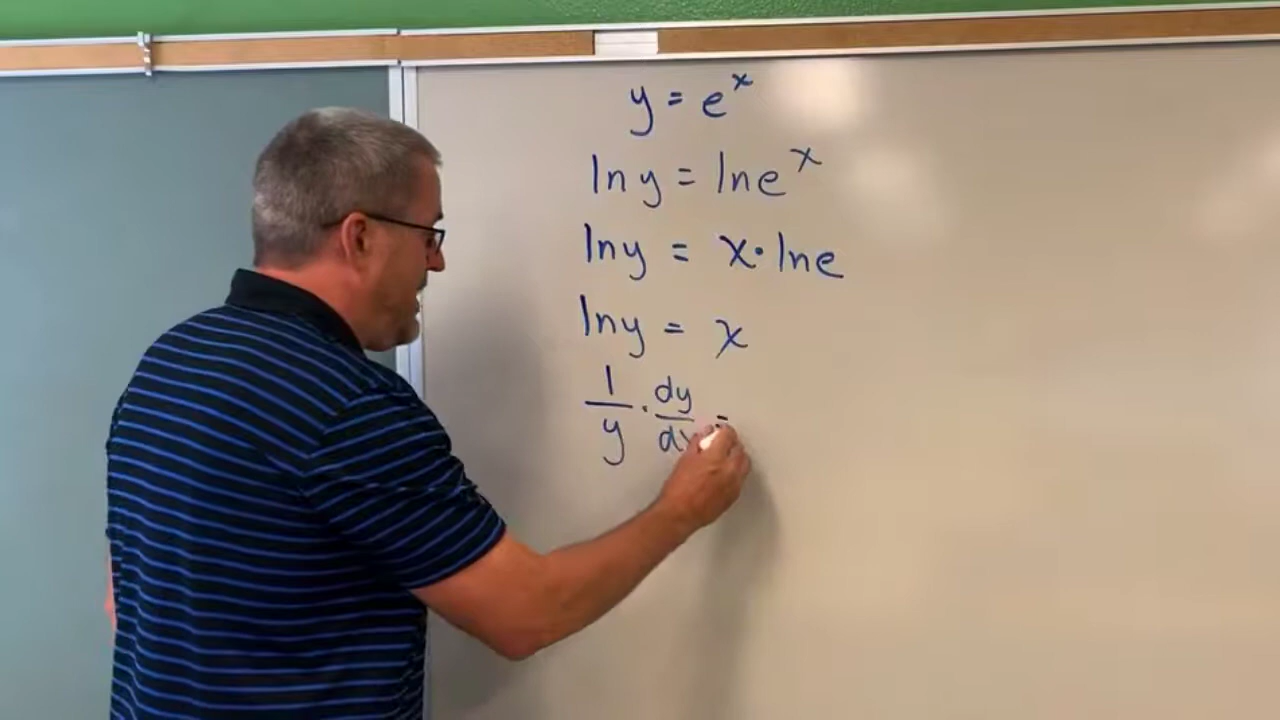 y = e^x
ln y = ln e^x
ln y = x · ln e
ln y = x
1/y · dy/dx =